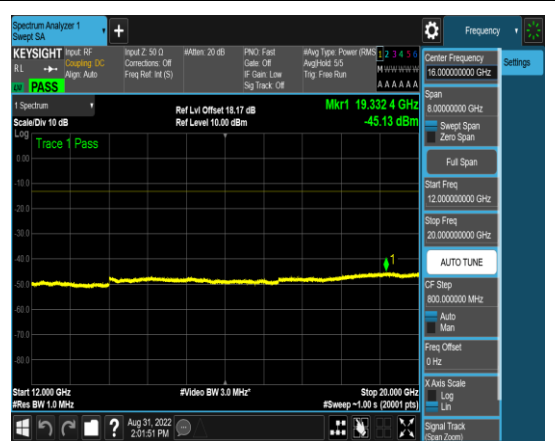 Spectrum Analyzer 1
Swept SA
+
Frequency
KEYSIGHT
RL
Input: RF
Coupling: DC
Align: Auto
Input Z: 50 Ω
Corrections: Off
Freq Ref: Int (S)
#Atten: 20 dB
PNO: Fast
Gate: Off
IF Gain: Low
Sig Track: Off
#Avg Type: Power (RMS
Avg|Hold: 5/5
Trig: Free Run
1 2 3 4 5 6
M W W W W W
A A A A A A
LW PASS
1 Spectrum
Scale/Div 10 dB
Ref Lvl Offset 18.17 dB
Ref Level 10.00 dBm
Mkr1 19.332 4 GHz
-45.13 dBm
Log
Trace 1 Pass
0.00
-10.0
-20.0
-30.0
-40.0
-50.0
-60.0
-70.0
-80.0
1
Start 12.000 GHz
#Res BW 1.0 MHz
#Video BW 3.0 MHz*
Stop 20.000 GHz
#Sweep ~1.00 s (20001 pts)
Center Frequency
16.000000000 GHz
Settings
Span
8.00000000 GHz
Swept Span
Zero Span
Full Span
Start Freq
12.000000000 GHz
Stop Freq
20.000000000 GHz
AUTO TUNE
CF Step
800.000000 MHz
Auto
Man
Freq Offset
0 Hz
X Axis Scale
Log
Lin
Signal Track
(Span Zoom)
?
Aug 31, 2022
2:01:51 PM